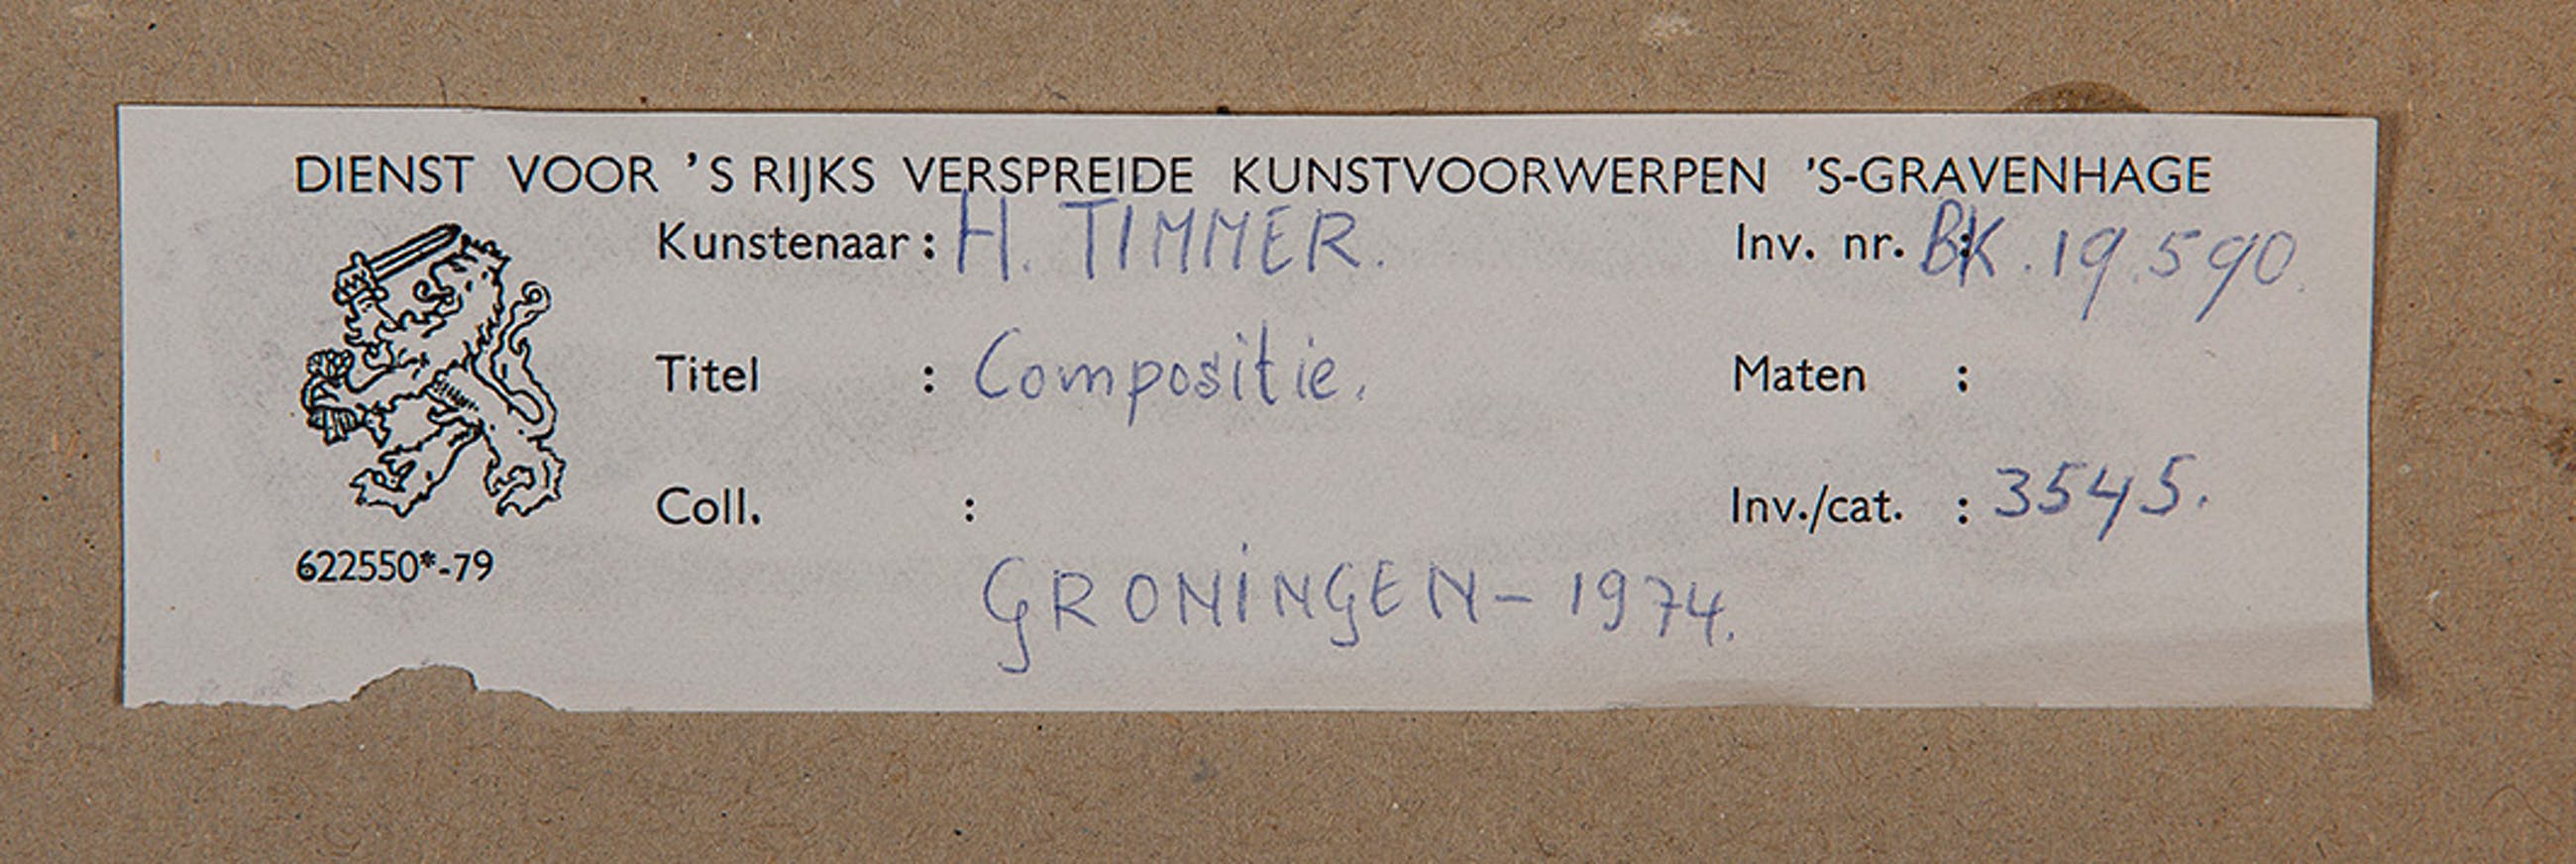 DIENST VOOR 'S RIJKS VERSPREIDE KUNSTVOORWERPEN 'S-GRAVENHAGE
Kunstenaar : H. TIMMER. Inv. nr. : BK. 19.590.
Titel : Compositie. Maten :
Coll. : Inv./cat. : 3545.
622550*-79
GRONINGEN - 1974.